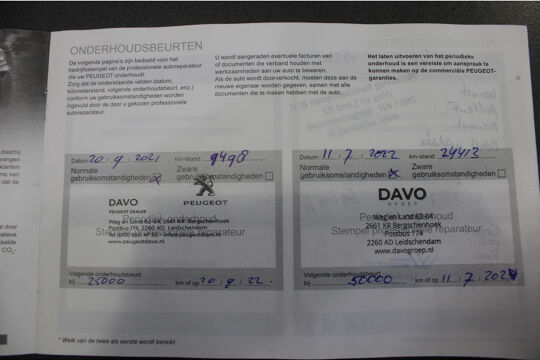 ONDERHOUDSBEURTEN
De volgende pagina's zijn bedoeld voor het
bedrijfsstempel van de professionele autoreparateur
die uw PEUGEOT onderhoudt.
Zorg dat de onderstaande velden (datum,
kilometerstand, volgende onderhoudsbeurt, enz.)
conform uw gebruiksomstandigheden worden
ingevuld door de door u gekozen professionele
autoreparateur.
U wordt aangeraden eventuele facturen van
of documenten die verband houden met
werkzaamheden aan uw auto te bewaren.
Als de auto wordt doorverkocht, moeten deze aan de
nieuwe eigenaar worden gegeven, samen met alle
documenten die te maken hebben met de auto.
Het laten uitvoeren van het periodieke
onderhoud is een vereiste om aanspraak te
kunnen maken op de commerciële PEUGEOT-
garanties.
Datum: 20 . 9 . 2021 km-stand: 9498
Normale
gebruiksomstandigheden
Zware
gebruiksomstandigheden
DAVO
PEUGEOT DEALER
PEUGEOT
Periodiek onderhoud
Weg en Land 62-64, 2661 KR Bergschenhoek
Postbus 174, 2260 AD Leidschendam
www.peugeotdavo.nl
Volgende onderhoudsbeurt
bij 25000 km of op 20 . 9 . 22
Datum: 11 . 7 . 2022 km-stand: 24413
Normale
gebruiksomstandigheden
Zware
gebruiksomstandigheden
DAVO
GROEP
Weg en Land 62-64
2661 KR Bergschenhoek
Postbus 174
2260 AD Leidschendam
www.davogroep.nl
Volgende onderhoudsbeurt
bij 50000 km of op 11 . 7 . 2024
* Welk van de twee als eerste wordt bereikt.